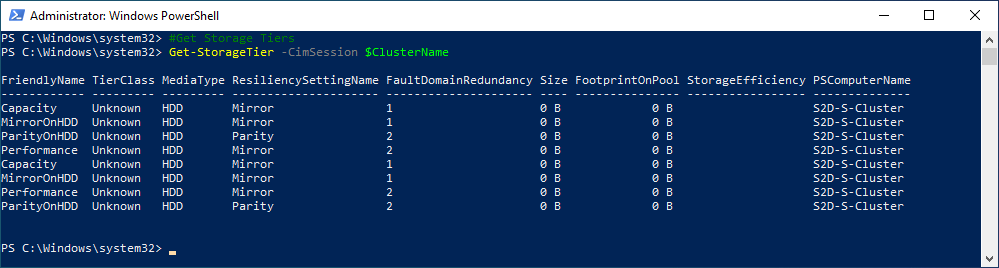 Administrator: Windows PowerShell
PS C:\Windows\system32> #Get Storage Tiers
PS C:\Windows\system32> Get-StorageTier -CimSession $ClusterName
FriendlyName TierClass MediaType ResiliencySettingName FaultDomainRedundancy Size FootprintOnPool StorageEfficiency PSComputerName
------------ --------- --------- --------------------- --------------------- ---- --------------- ----------------- --------------
Capacity Unknown HDD Mirror 1 0 B 0 B S2D-S-Cluster
MirrorOnHDD Unknown HDD Mirror 1 0 B 0 B S2D-S-Cluster
ParityOnHDD Unknown HDD Parity 2 0 B 0 B S2D-S-Cluster
Performance Unknown HDD Mirror 2 0 B 0 B S2D-S-Cluster
Capacity Unknown HDD Mirror 1 0 B 0 B S2D-S-Cluster
MirrorOnHDD Unknown HDD Mirror 1 0 B 0 B S2D-S-Cluster
Performance Unknown HDD Mirror 2 0 B 0 B S2D-S-Cluster
ParityOnHDD Unknown HDD Parity 2 0 B 0 B S2D-S-Cluster
PS C:\Windows\system32> _